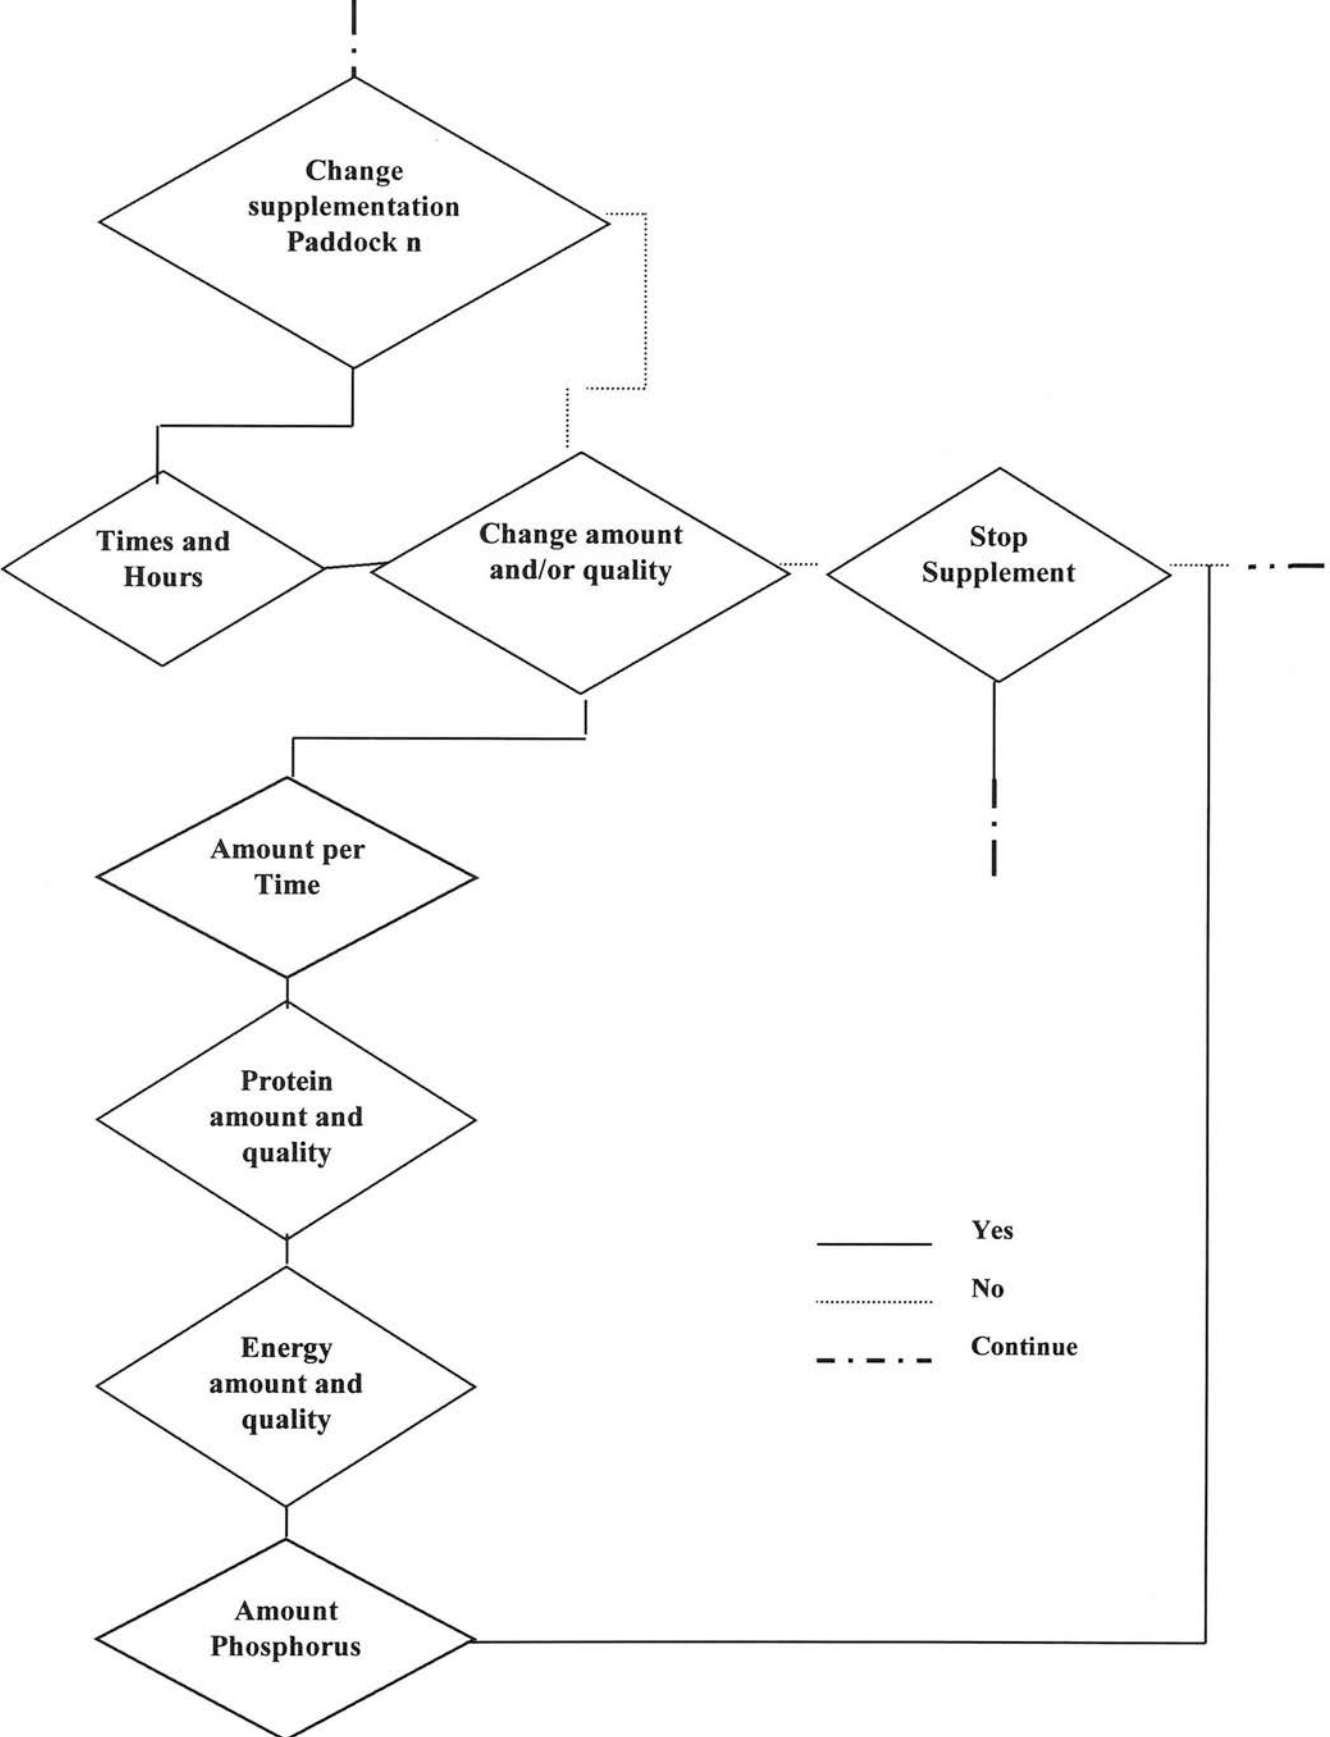 Change
supplementation
Paddock n
Times and
Hours
Change amount
and/or quality
Stop
Supplement
Amount per
Time
Protein
amount and
quality
Energy
amount and
quality
Amount
Phosphorus
Yes
No
Continue